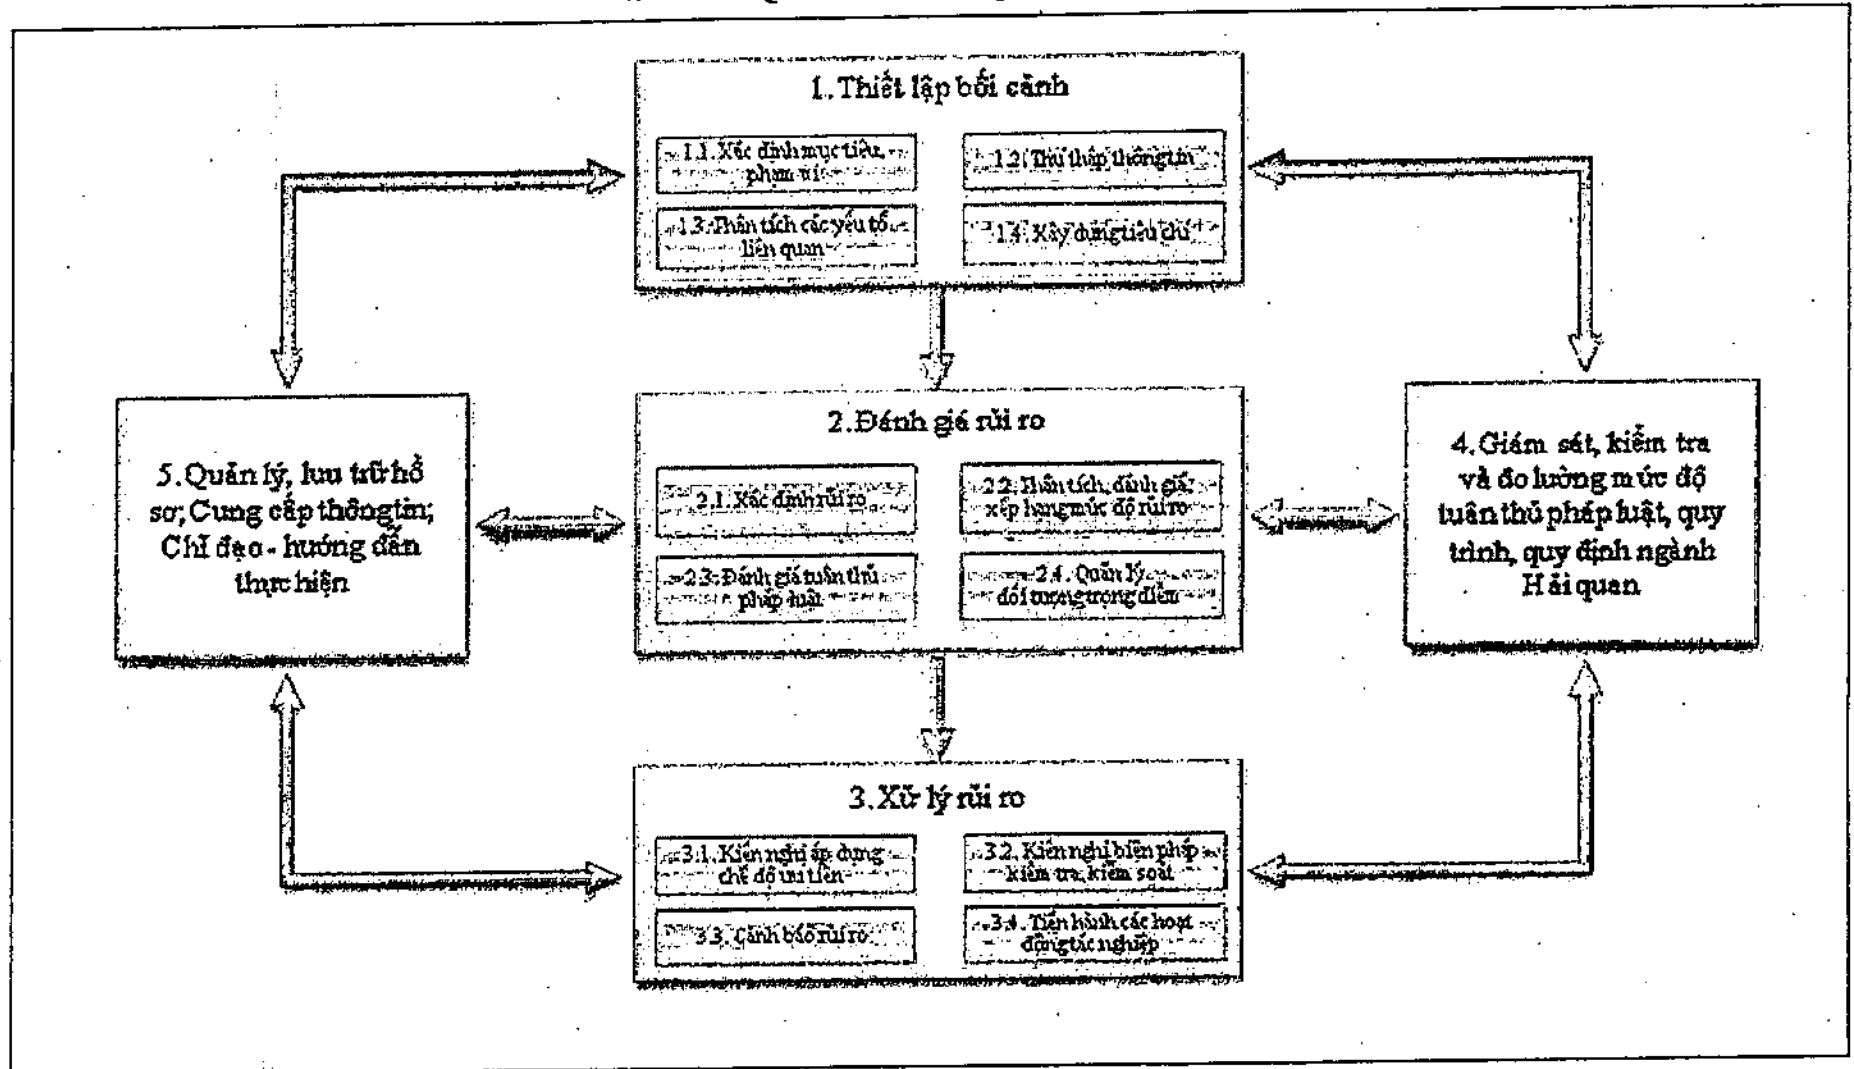 1. Thiết lập bối cảnh
1.1. Xác định mục tiêu,
phạm vi
1.2. Thu thập thông tin
1.3. Phân tích các yếu tố
liên quan
1.4. Xây dựng tiêu chí
2. Đánh giá rủi ro
2.1. Xác định rủi ro
2.2. Phân tích, đánh giá,
xếp hạng mức độ rủi ro
2.3. Đánh giá tuân thủ
pháp luật
2.4. Quản lý
đối tượng trọng điểm
3. Xử lý rủi ro
3.1. Kiến nghị áp dụng
chế độ ưu tiên
3.2. Kiến nghị biện pháp
kiểm tra, kiểm soát
3.3. Cảnh báo rủi ro
3.4. Tiến hành các hoạt
động tác nghiệp
4. Giám sát, kiểm tra
và đo lường mức độ
tuân thủ pháp luật, quy
trình, quy định ngành
Hải quan
5. Quản lý, lưu trữ hồ
sơ; Cung cấp thông tin;
Chỉ đạo - hướng dẫn
thực hiện